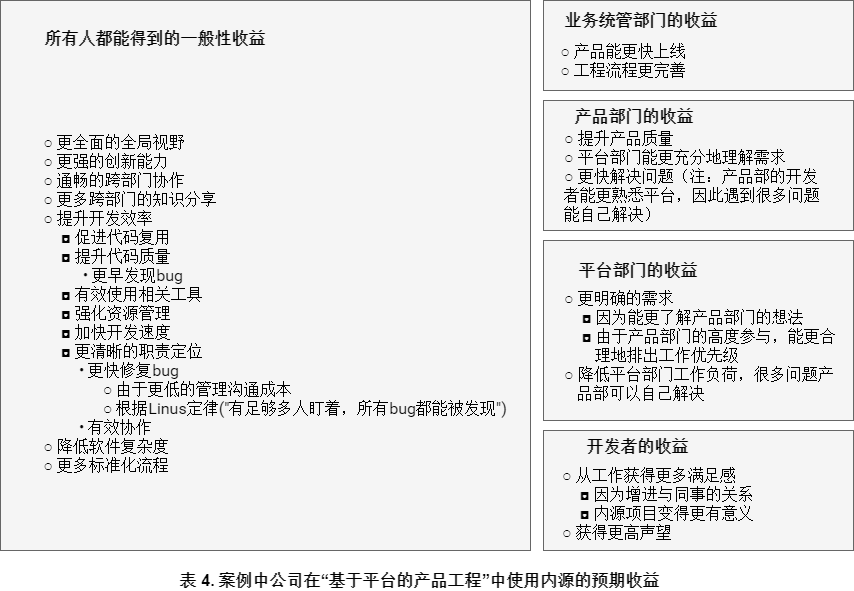 所有人都能得到的一般性收益
○ 更全面的全局视野
○ 更强的创新能力
○ 通畅的跨部门协作
○ 更多跨部门的知识分享
○ 提升开发效率
◘ 促进代码复用
◘ 提升代码质量
• 更早发现bug
◘ 有效使用相关工具
◘ 强化资源管理
◘ 加快开发速度
◘ 更清晰的职责定位
• 更快修复bug
○ 由于更低的管理沟通成本
○ 根据Linus定律("有足够多人盯着，所有bug都能被发现")
• 有效协作
○ 降低软件复杂度
○ 更多标准化流程
业务统管部门的收益
○ 产品能更快上线
○ 工程流程更完善
产品部门的收益
○ 提升产品质量
○ 平台部门能更充分地理解需求
○ 更快解决问题（注：产品部的开发
者能更熟悉平台，因此遇到很多问题
能自己解决）
平台部门的收益
○ 更明确的需求
◘ 因为能更了解产品部门的想法
◘ 由于产品部门的高度参与，能更合
理地排出工作优先级
○ 降低平台部门工作负荷，很多问题产
品部可以自己解决
开发者的收益
○ 从工作获得更多满足感
◘ 因为增进与同事的关系
◘ 内源项目变得更有意义
○ 获得更高声望
表 4. 案例中公司在“基于平台的产品工程”中使用内源的预期收益